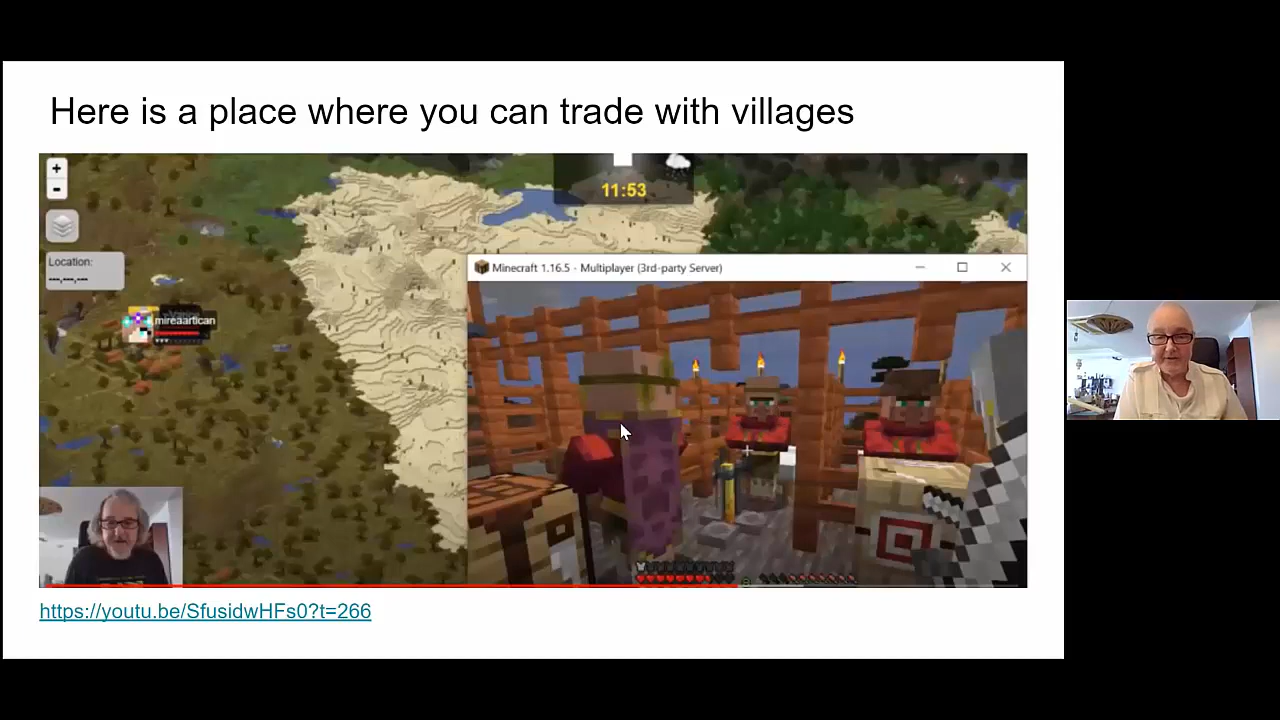 Here is a place where you can trade with villages
+
-
11:53
Location:
---,---,---
Minecraft 1.16.5 - Multiplayer (3rd-party Server)
mireaartican
https://youtu.be/SfusidwHFs0?t=266